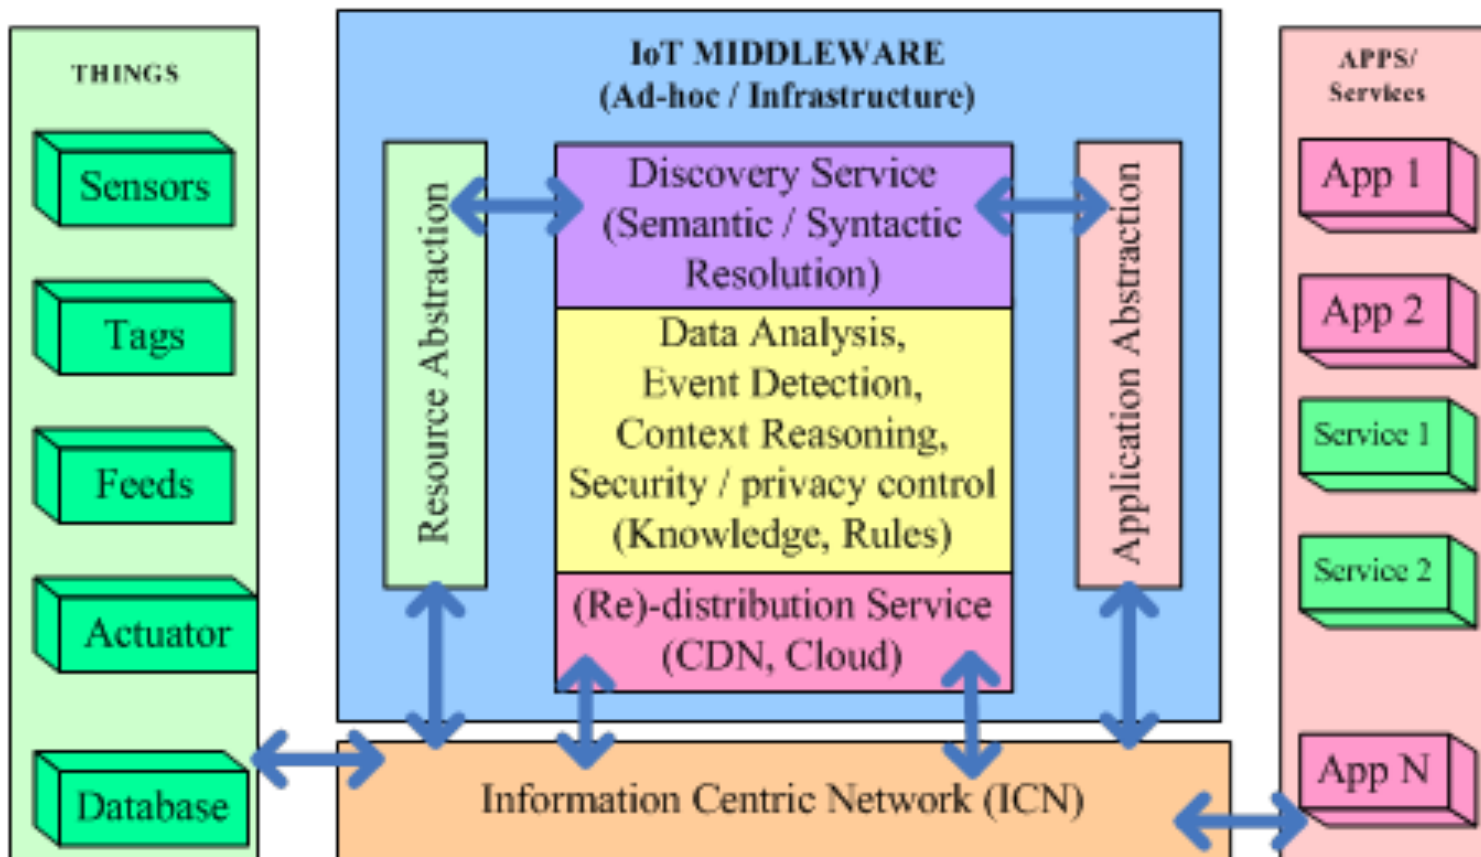 THINGS
Sensors
Tags
Feeds
Actuator
Database
IoT MIDDLEWARE
(Ad-hoc / Infrastructure)
Resource Abstraction
Discovery Service
(Semantic / Syntactic
Resolution)
Data Analysis,
Event Detection,
Context Reasoning,
Security / privacy control
(Knowledge, Rules)
(Re)-distribution Service
(CDN, Cloud)
Application Abstraction
Information Centric Network (ICN)
APPS/
Services
App 1
App 2
Service 1
Service 2
App N